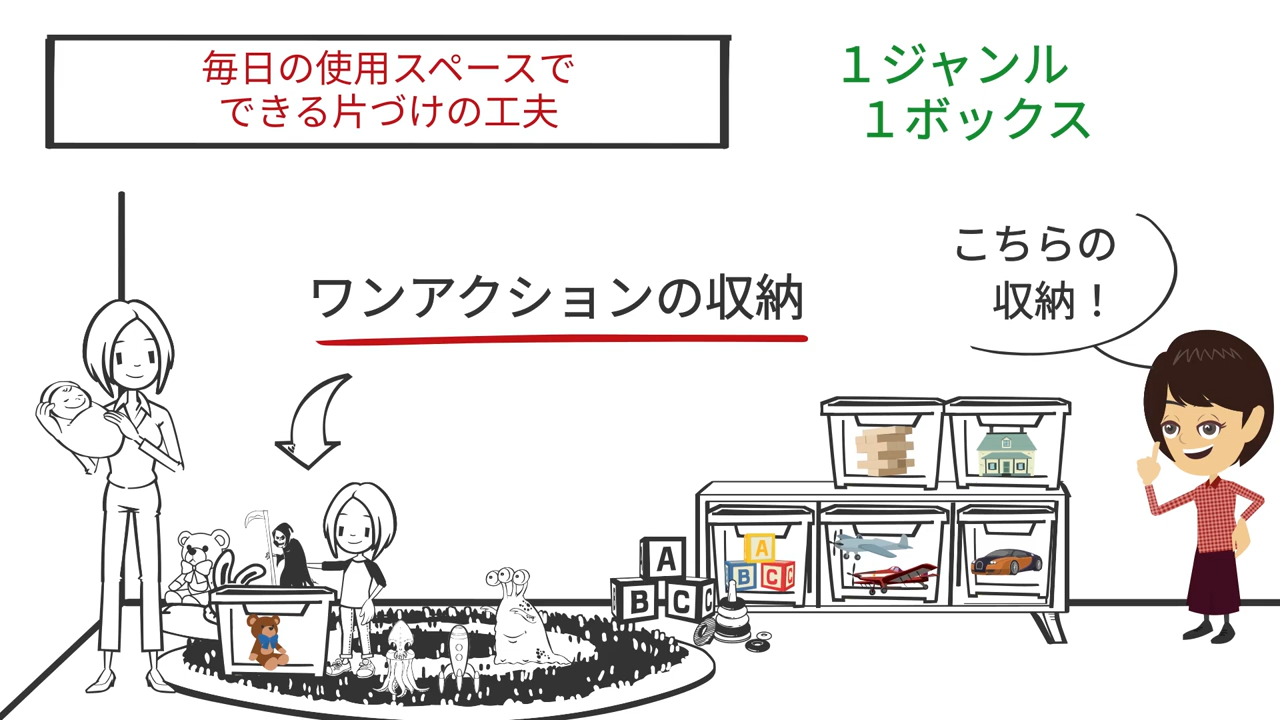 毎日の使用スペースで
できる片づけの工夫
１ジャンル
１ボックス
こちらの
収納！
ワンアクションの収納
A
B C
A
B C C